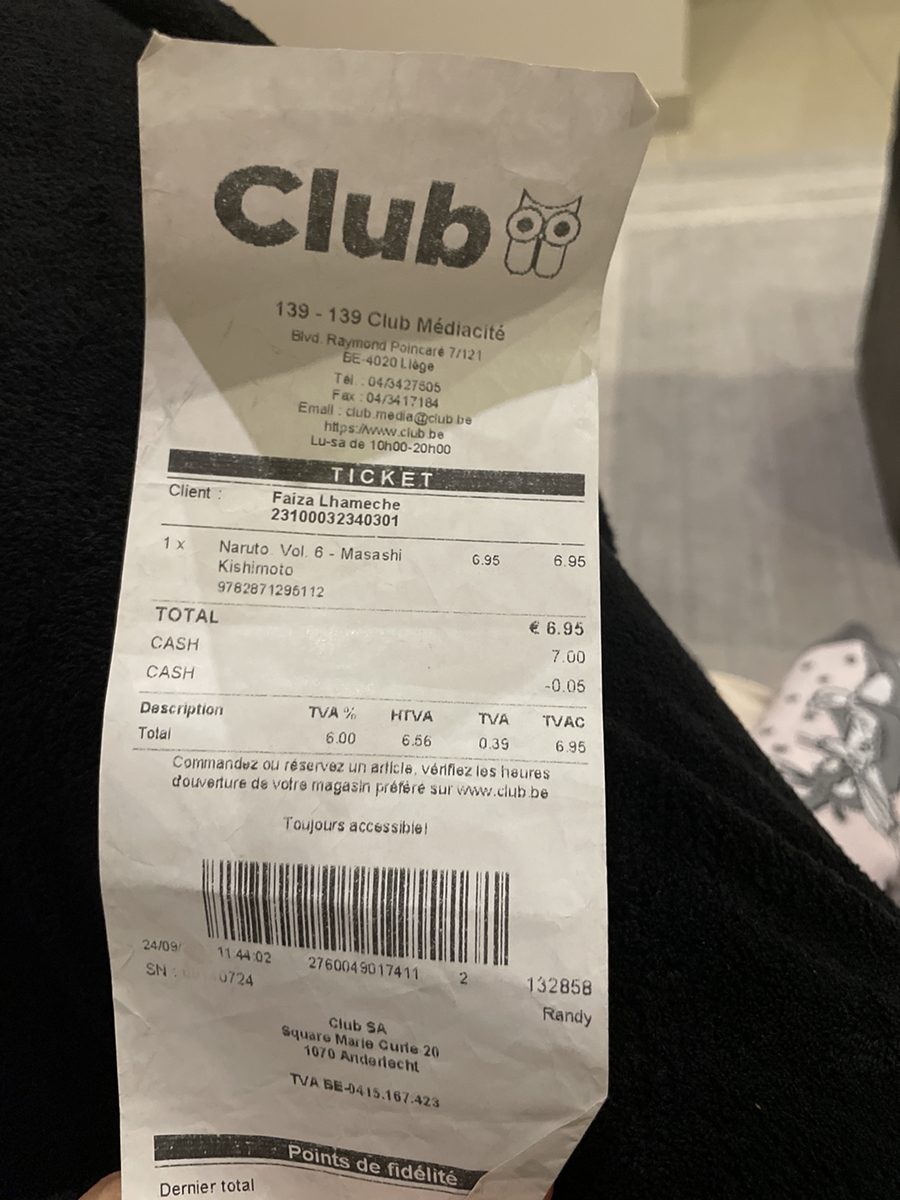 Club
139 - 139 Club Médiacité
Blvd. Raymond Poincaré 7/121
BE-4020 Liège
Tél. : 04/3427605
Fax : 04/3417184
Email : club.media@club.be
https://www.club.be
Lu-sa de 10h00-20h00
TICKET
Client : Faiza Lhameche
23100032340301
1 x Naruto. Vol. 6 - Masashi 6.95 6.95
Kishimoto
9782871295112
TOTAL € 6.95
CASH 7.00
CASH -0.05
Description TVA % HTVA TVA TVAC
Total 6.00 6.56 0.39 6.95
Commandez ou réservez un article, vérifiez les heures
d'ouverture de votre magasin préféré sur www.club.be
Toujours accessible!
24/09/ 11:44:02 2760049017411 2 132858
SN : 0724 Randy
Club SA
Square Marie Curie 20
1070 Anderlecht
TVA BE-0415.167.423
Points de fidélité
Dernier total